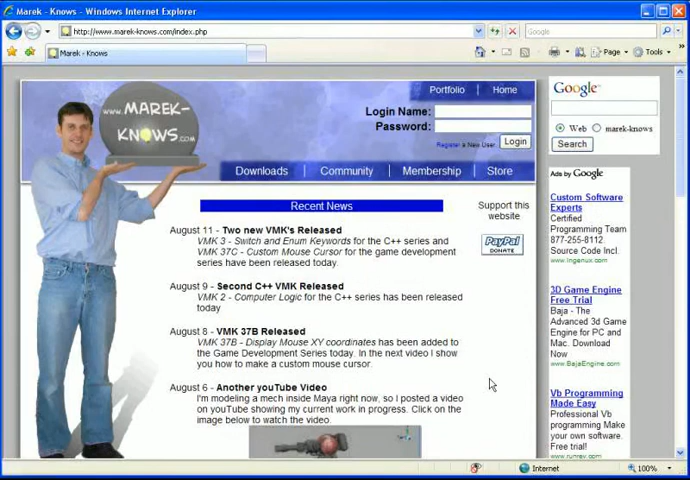 Marek - Knows - Windows Internet Explorer
http://www.marek-knows.com/index.php
Google
Marek - Knows
Page
Tools
Portfolio | Home
www.MAREK-
KNOWS.com
Login Name:
Password:
Register a New User
Login
Downloads | Community | Membership | Store
Recent News
Support this
website
PayPal
DONATE
August 11 - Two new VMK's Released
VMK 3 - Switch and Enum Keywords for the C++ series and
VMK 37C - Custom Mouse Cursor for the game development
series have been released today.
August 9 - Second C++ VMK Released
VMK 2 - Computer Logic for the C++ series has been released
today
August 8 - VMK 37B Released
VMK 37B - Display Mouse XY coordinates has been added to
the Game Development Series today. In the next video I show
you how to make a custom mouse cursor.
August 6 - Another youTube Video
I'm modeling a mech inside Maya right now, so I posted a video
on youTube showing my current work in progress. Click on the
image below to watch the video.
Google
Web
marek-knows
Search
Ads by Google
Custom Software
Experts
Certified
Programming Team
877-255-8112.
Source Code Incl.
www.ingenux.com
3D Game Engine
Free Trial
Baja - The
Advanced 3d Game
Engine for PC and
Mac. Download
Now
www.BajaEngine.com
Vb Programming
Made Easy
Professional Vb
programming Make
your own software.
Free trial!
www.runrev.com
Internet
100%